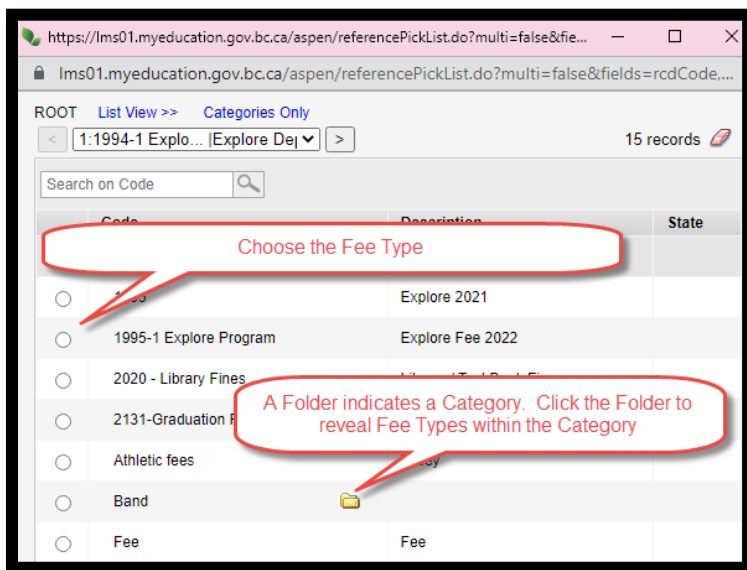 https://lms01.myeducation.gov.bc.ca/aspen/referencePickList.do?multi=false&fie...
lms01.myeducation.gov.bc.ca/aspen/referencePickList.do?multi=false&fields=rcdCode,...
ROOT List View >> Categories Only
< 1:1994-1 Explo... |Explore De >
15 records
Search on Code
Code Description State
Choose the Fee Type
Explore 2021
1995-1 Explore Program Explore Fee 2022
2020 - Library Fines
A Folder indicates a Category. Click the Folder to
reveal Fee Types within the Category
2131-Graduation
Athletic fees
Band
Fee Fee